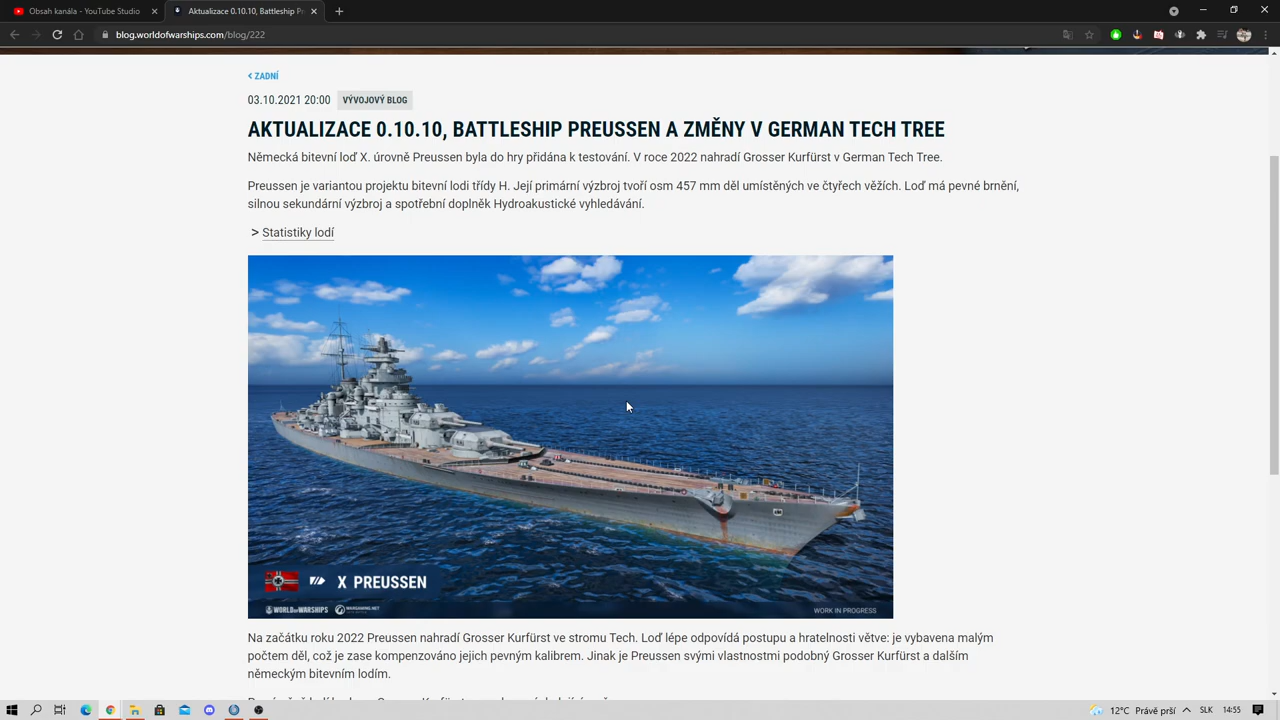 Obsah kanála - YouTube Studio
Aktualizace 0.10.10, Battleship Pr
blog.worldofwarships.com/blog/222
ZADNÍ
03.10.2021 20:00 VÝVOJOVÝ BLOG
AKTUALIZACE 0.10.10, BATTLESHIP PREUSSEN A ZMĚNY V GERMAN TECH TREE
Německá bitevní loď X. úrovně Preussen byla do hry přidána k testování. V roce 2022 nahradí Grosser Kurfürst v German Tech Tree.
Preussen je variantou projektu bitevní lodi třídy H. Její primární výzbroj tvoří osm 457 mm děl umístěných ve čtyřech věžích. Loď má pevné brnění,
silnou sekundární výzbroj a spotřební doplněk Hydroakustické vyhledávání.
> Statistiky lodí
X PREUSSEN
WORLD OF WARSHIPS WARGAMING.NET
WORK IN PROGRESS
Na začátku roku 2022 Preussen nahradí Grosser Kurfürst ve stromu Tech. Loď lépe odpovídá postupu a hratelnosti větve: je vybavena malým
počtem děl, což je zase kompenzováno jejich pevným kalibrem. Jinak je Preussen svými vlastnostmi podobný Grosser Kurfürst a dalším
německým bitevním lodím.
12°C Právě prší SLK 14:55